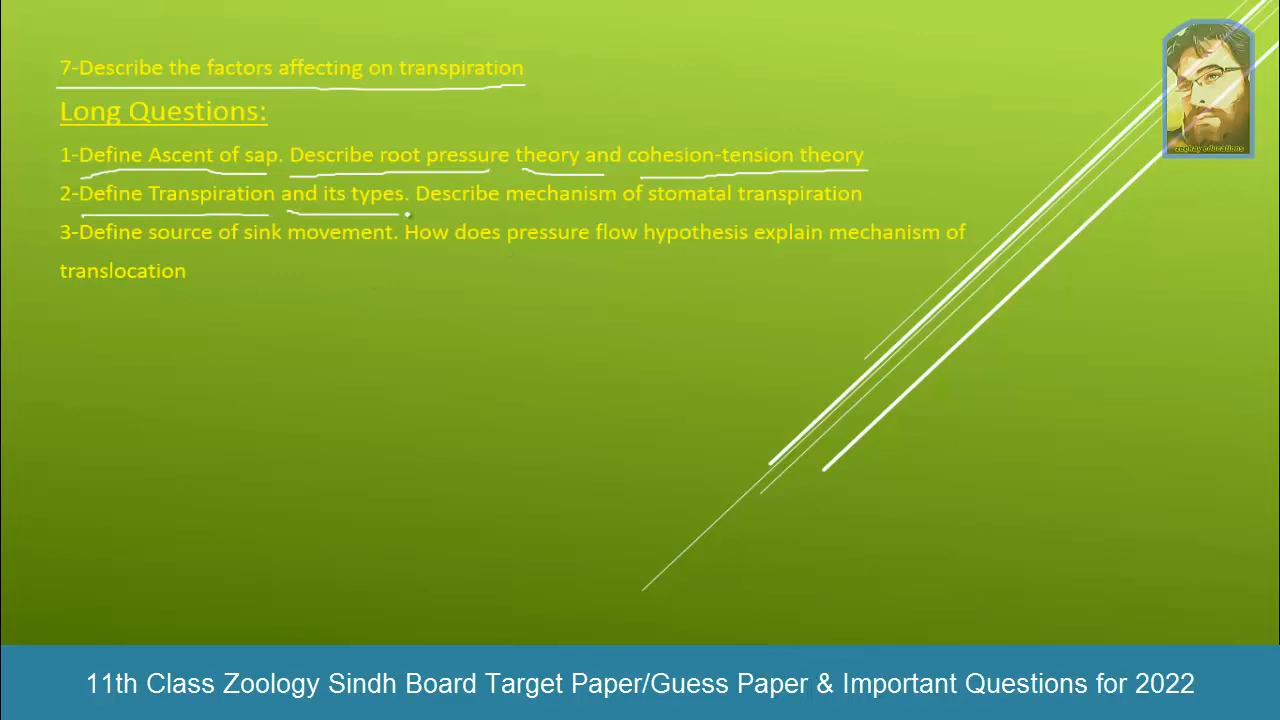 7-Describe the factors affecting on transpiration
Long Questions:
1-Define Ascent of sap. Describe root pressure theory and cohesion-tension theory
2-Define Transpiration and its types. Describe mechanism of stomatal transpiration
3-Define source of sink movement. How does pressure flow hypothesis explain mechanism of
translocation
zeekay educations
11th Class Zoology Sindh Board Target Paper/Guess Paper & Important Questions for 2022